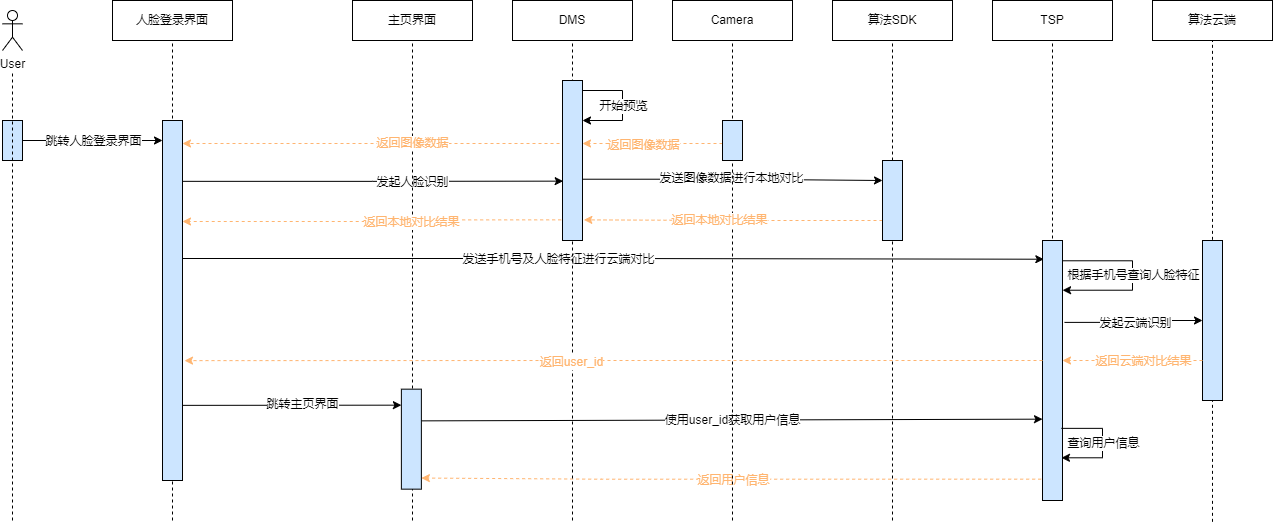 人脸登录界面
主页界面
DMS
Camera
算法SDK
TSP
算法云端
User
开始预览
跳转人脸登录界面
返回图像数据
返回图像数据
发起人脸识别
发送图像数据进行本地对比
返回本地对比结果
返回本地对比结果
发送手机号及人脸特征进行云端对比
根据手机号查询人脸特征
发起云端识别
返回user_id
返回云端对比结果
跳转主页界面
使用user_id获取用户信息
查询用户信息
返回用户信息